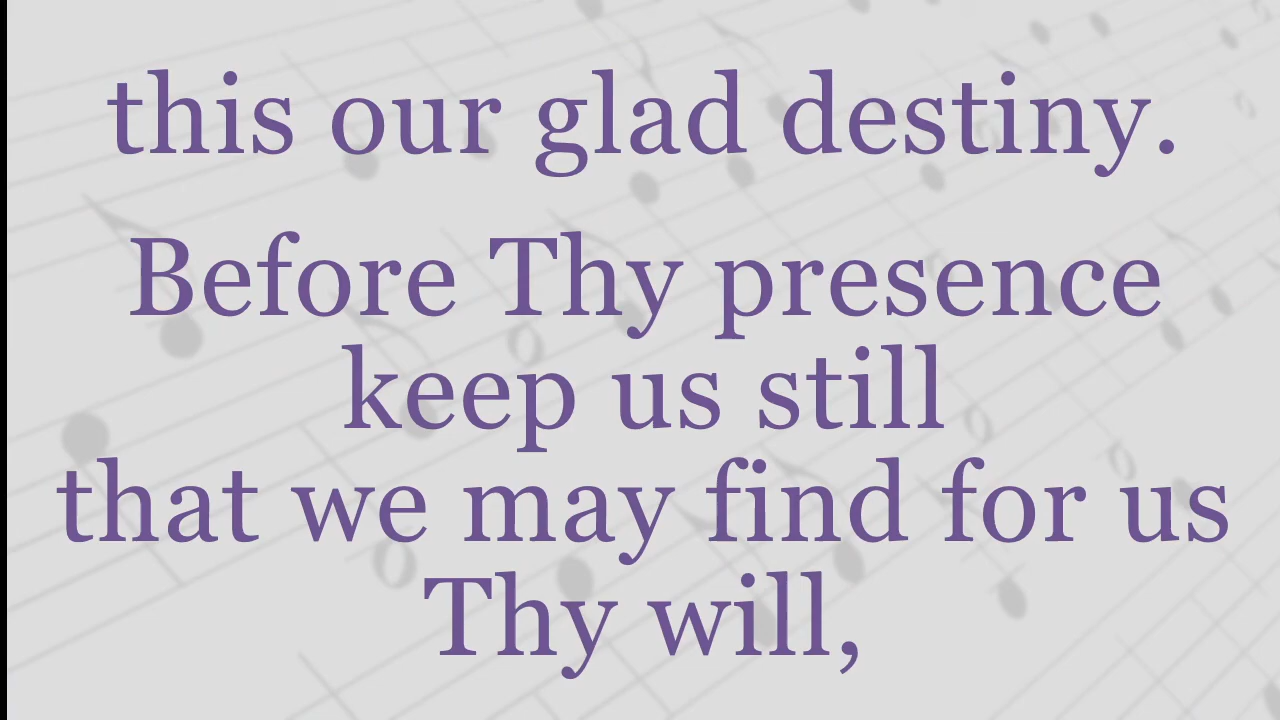 this our glad destiny.
Before Thy presence
keep us still
that we may find for us
Thy will,